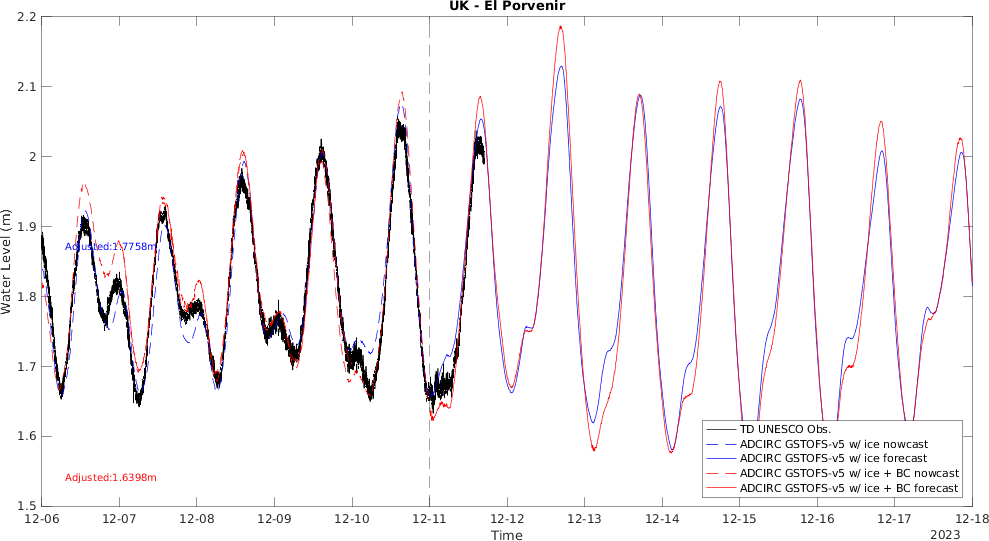 UK - El Porvenir
2.2
2.1
2
1.9
1.8
1.7
1.6
1.5
Water Level (m)
Adjusted:1.7758m
Adjusted:1.6398m
TD UNESCO Obs.
ADCIRC GSTOFS-v5 w/ ice nowcast
ADCIRC GSTOFS-v5 w/ ice forecast
ADCIRC GSTOFS-v5 w/ ice + BC nowcast
ADCIRC GSTOFS-v5 w/ ice + BC forecast
12-06 12-07 12-08 12-09 12-10 12-11 12-12 12-13 12-14 12-15 12-16 12-17 12-18
Time
2023